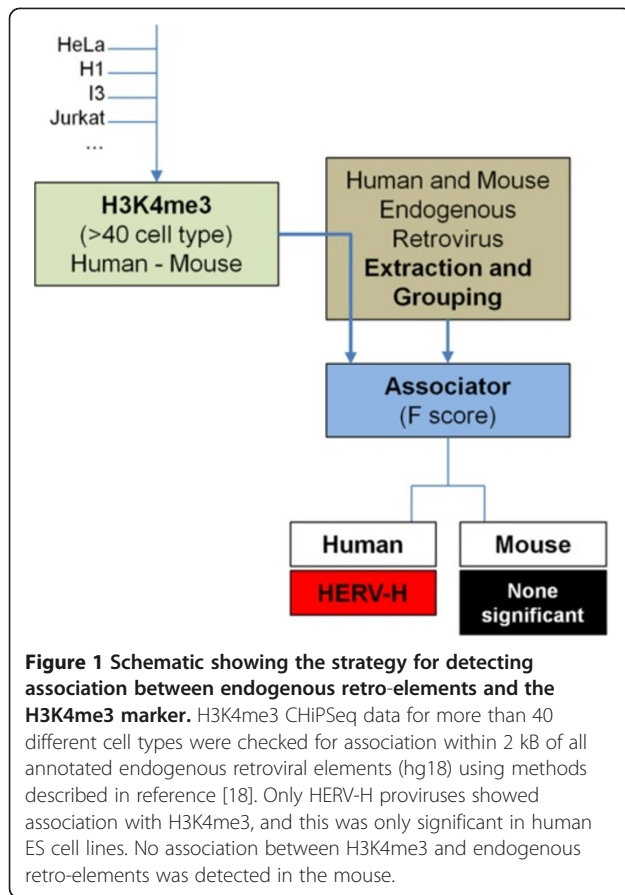 HeLa
H1
I3
Jurkat
...
H3K4me3
(>40 cell type)
Human - Mouse
Human and Mouse
Endogenous
Retrovirus
Extraction and
Grouping
Associator
(F score)
Human
Mouse
HERV-H
None
significant
Figure 1 Schematic showing the strategy for detecting
association between endogenous retro-elements and the
H3K4me3 marker. H3K4me3 CHiPSeq data for more than 40
different cell types were checked for association within 2 kB of all
annotated endogenous retroviral elements (hg18) using methods
described in reference [18]. Only HERV-H proviruses showed
association with H3K4me3, and this was only significant in human
ES cell lines. No association between H3K4me3 and endogenous
retro-elements was detected in the mouse.